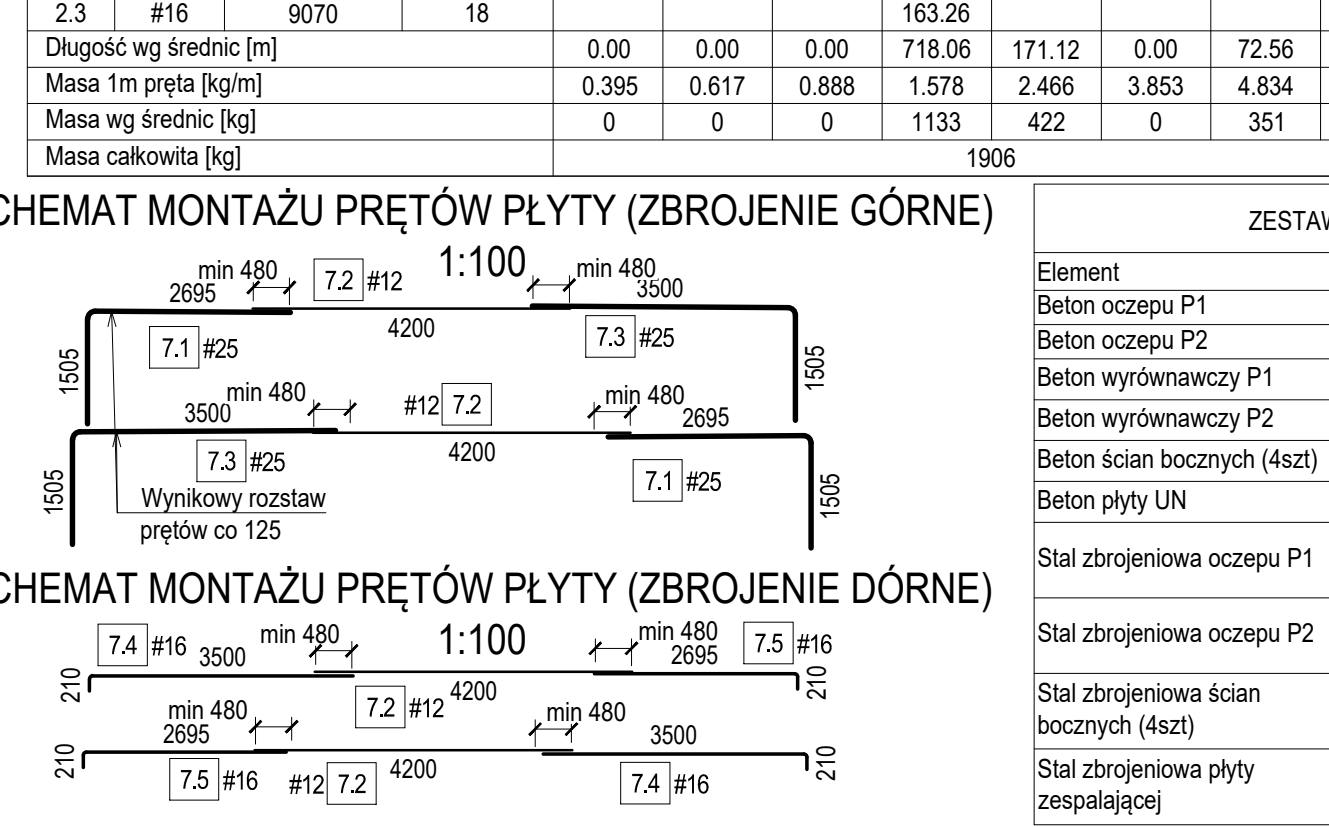 2.3 #16 9070 18 163.26
Długość wg średnic [m] 0.00 0.00 0.00 718.06 171.12 0.00 72.56
Masa 1m pręta [kg/m] 0.395 0.617 0.888 1.578 2.466 3.853 4.834
Masa wg średnic [kg] 0 0 0 1133 422 0 351
Masa całkowita [kg] 1906
CHEMAT MONTAŻU PRĘTÓW PŁYTY (ZBROJENIE GÓRNE)
1:100
min 480 7.2 #12 min 480
2695 3500
4200
7.1 #25 7.3 #25
1505 1505
min 480 #12 7.2 min 480
3500 2695
4200
7.3 #25 7.1 #25
1505 1505
Wynikowy rozstaw
prętów co 125
CHEMAT MONTAŻU PRĘTÓW PŁYTY (ZBROJENIE DÓRNE)
1:100
7.4 #16 3500 min 480 min 480 2695 7.5 #16
210 4200 210
7.2 #12
min 480 min 480
2695 3500
210 4200 210
7.5 #16 #12 7.2 7.4 #16
ZESTAW
Element
Beton oczepu P1
Beton oczepu P2
Beton wyrównawczy P1
Beton wyrównawczy P2
Beton ścian bocznych (4szt)
Beton płyty UN
Stal zbrojeniowa oczepu P1
Stal zbrojeniowa oczepu P2
Stal zbrojeniowa ścian
bocznych (4szt)
Stal zbrojeniowa płyty
zespalającej